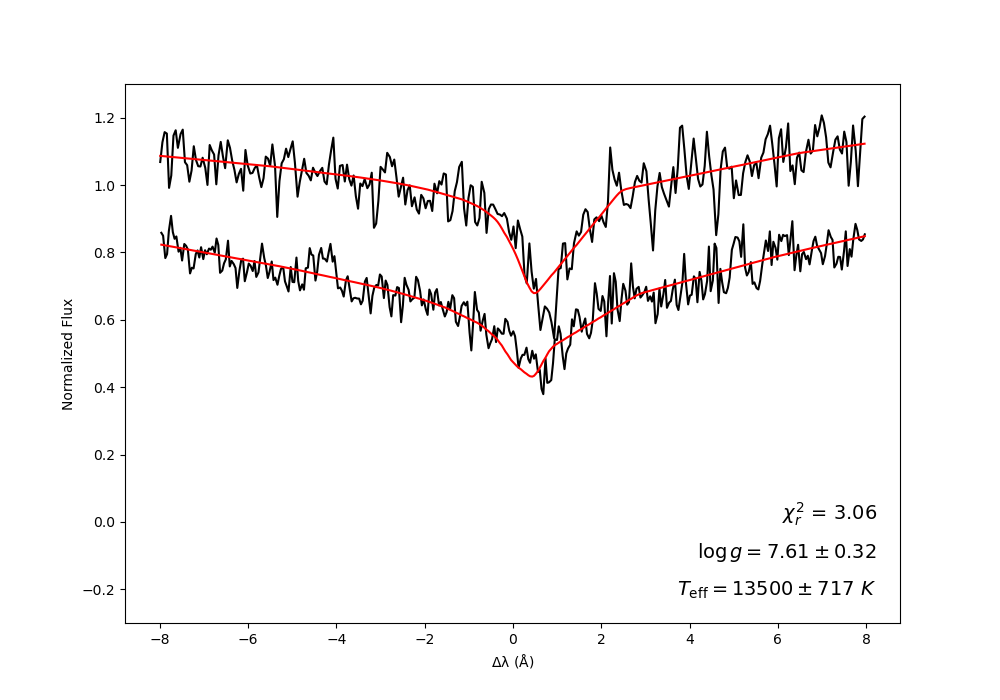 1.2
1.0
0.8
0.6
0.4
0.2
0.0
−0.2
Normalized Flux
χ²ᵣ = 3.06
log g = 7.61 ± 0.32
T_eff = 13500 ± 717 K
−8 −6 −4 −2 0 2 4 6 8
Δλ (Å)